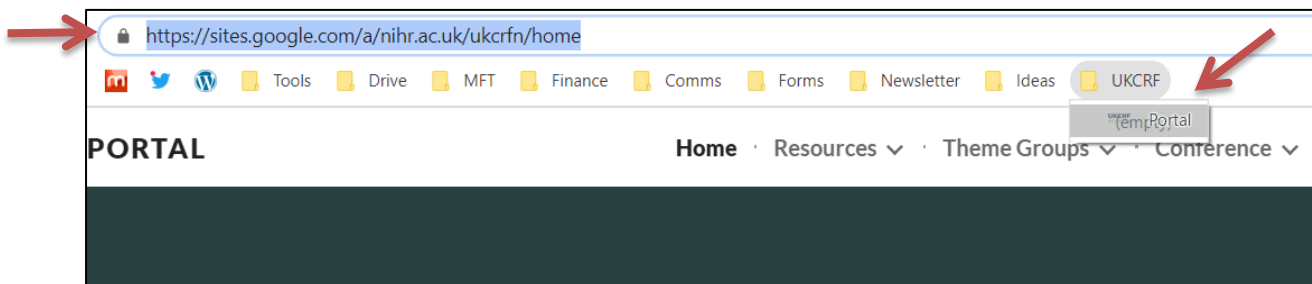 https://sites.google.com/a/nihr.ac.uk/ukcrfn/home
m Tools Drive MFT Finance Comms Forms Newsletter Ideas UKCRF
UKCRF (empty) Portal
PORTAL Home · Resources · Theme Groups · Conference